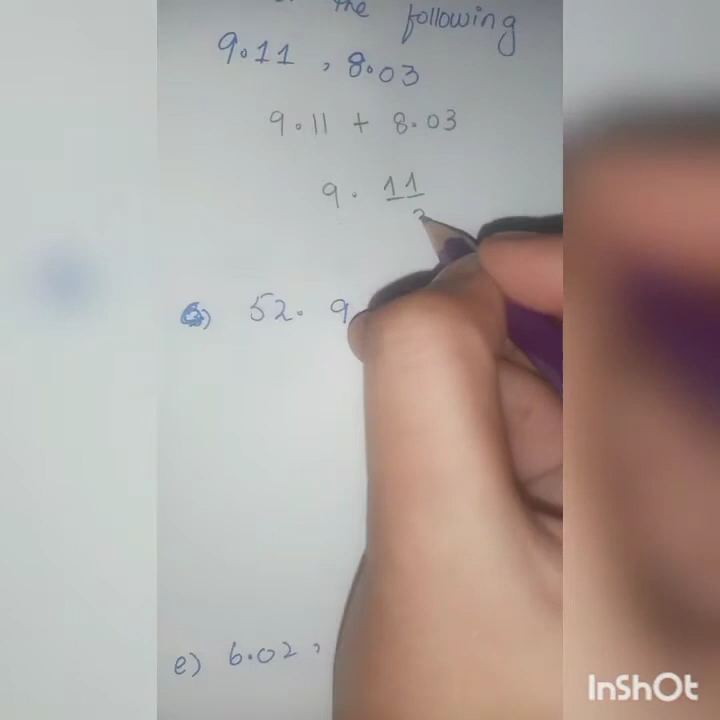 the following
9.11 , 8.03
9.11 + 8.03
9. 11
52. 9
e) 6.02 ,
InShOt